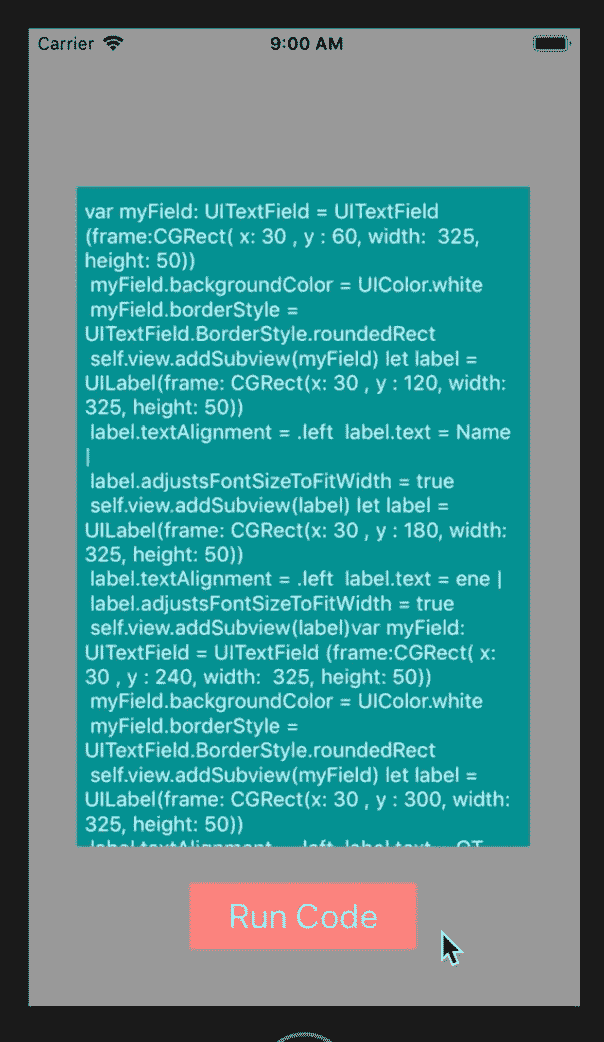 Carrier
9:00 AM
var myField: UITextField = UITextField
(frame:CGRect( x: 30 , y : 60, width:  325,
height: 50))
myField.backgroundColor = UIColor.white
myField.borderStyle =
UITextField.BorderStyle.roundedRect
self.view.addSubview(myField) let label =
UILabel(frame: CGRect(x: 30 , y : 120, width:
325, height: 50))
label.textAlignment = .left  label.text = Name
|
label.adjustsFontSizeToFitWidth = true
self.view.addSubview(label) let label =
UILabel(frame: CGRect(x: 30 , y : 180, width:
325, height: 50))
label.textAlignment = .left  label.text = ene |
label.adjustsFontSizeToFitWidth = true
self.view.addSubview(label)var myField:
UITextField = UITextField (frame:CGRect( x:
30 , y : 240, width:  325, height: 50))
myField.backgroundColor = UIColor.white
myField.borderStyle =
UITextField.BorderStyle.roundedRect
self.view.addSubview(myField) let label =
UILabel(frame: CGRect(x: 30 , y : 300, width:
325, height: 50))
label.textAlignment = .left  label.text =
Run Code